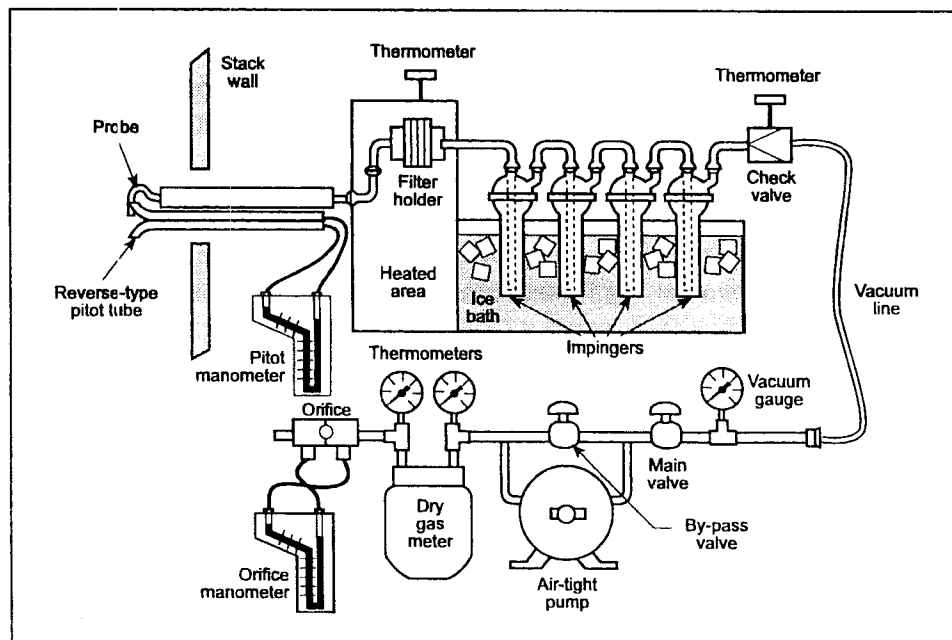 Thermometer
Stack
wall
Thermometer
Probe
Filter
holder
Check
valve
Heated
area
Ice
bath
Vacuum
line
Reverse-type
pitot tube
Impingers
Pitot
manometer
Thermometers
Vacuum
gauge
Orifice
Main
valve
Dry
gas
meter
By-pass
valve
Orifice
manometer
Air-tight
pump